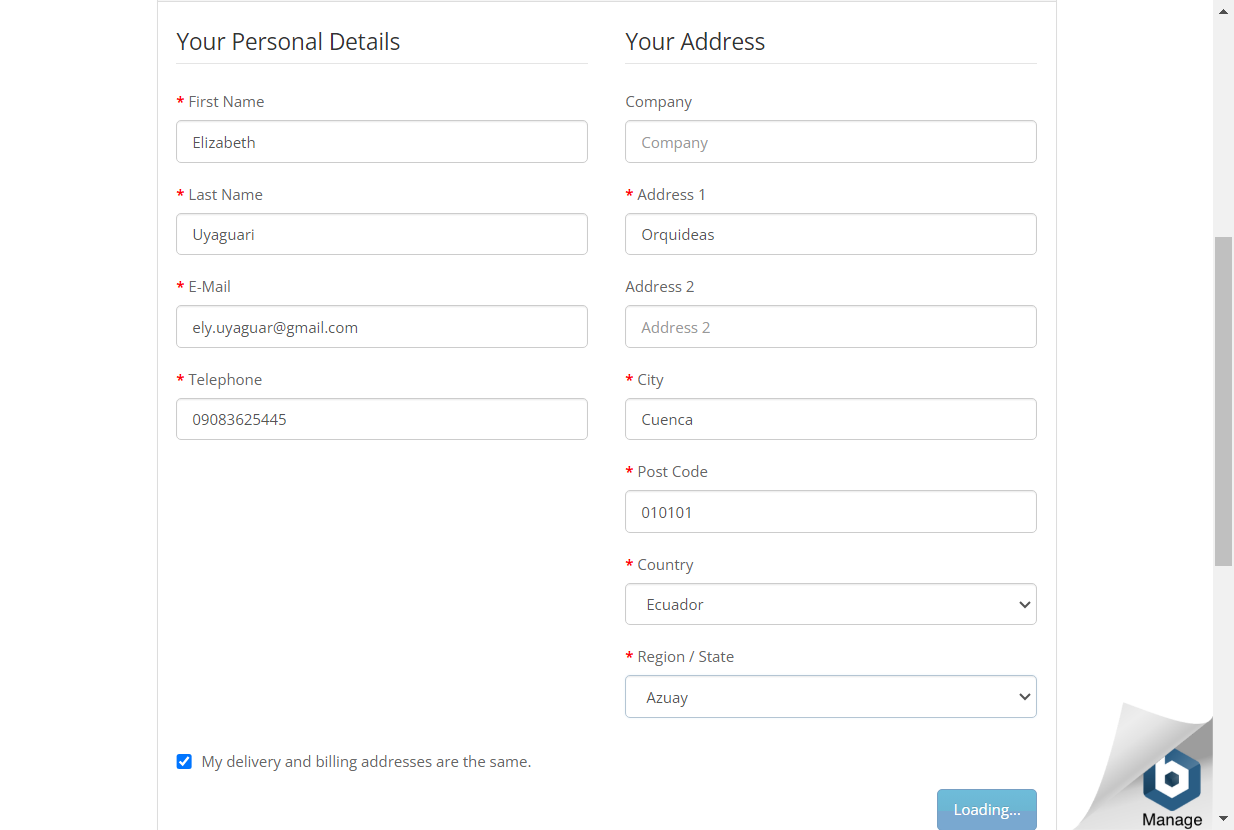 Your Personal Details
* First Name
Elizabeth
* Last Name
Uyaguari
* E-Mail
ely.uyaguar@gmail.com
* Telephone
09083625445
Your Address
Company
Company
* Address 1
Orquideas
Address 2
Address 2
* City
Cuenca
* Post Code
010101
* Country
Ecuador
* Region / State
Azuay
My delivery and billing addresses are the same.
Loading...
b
Manage